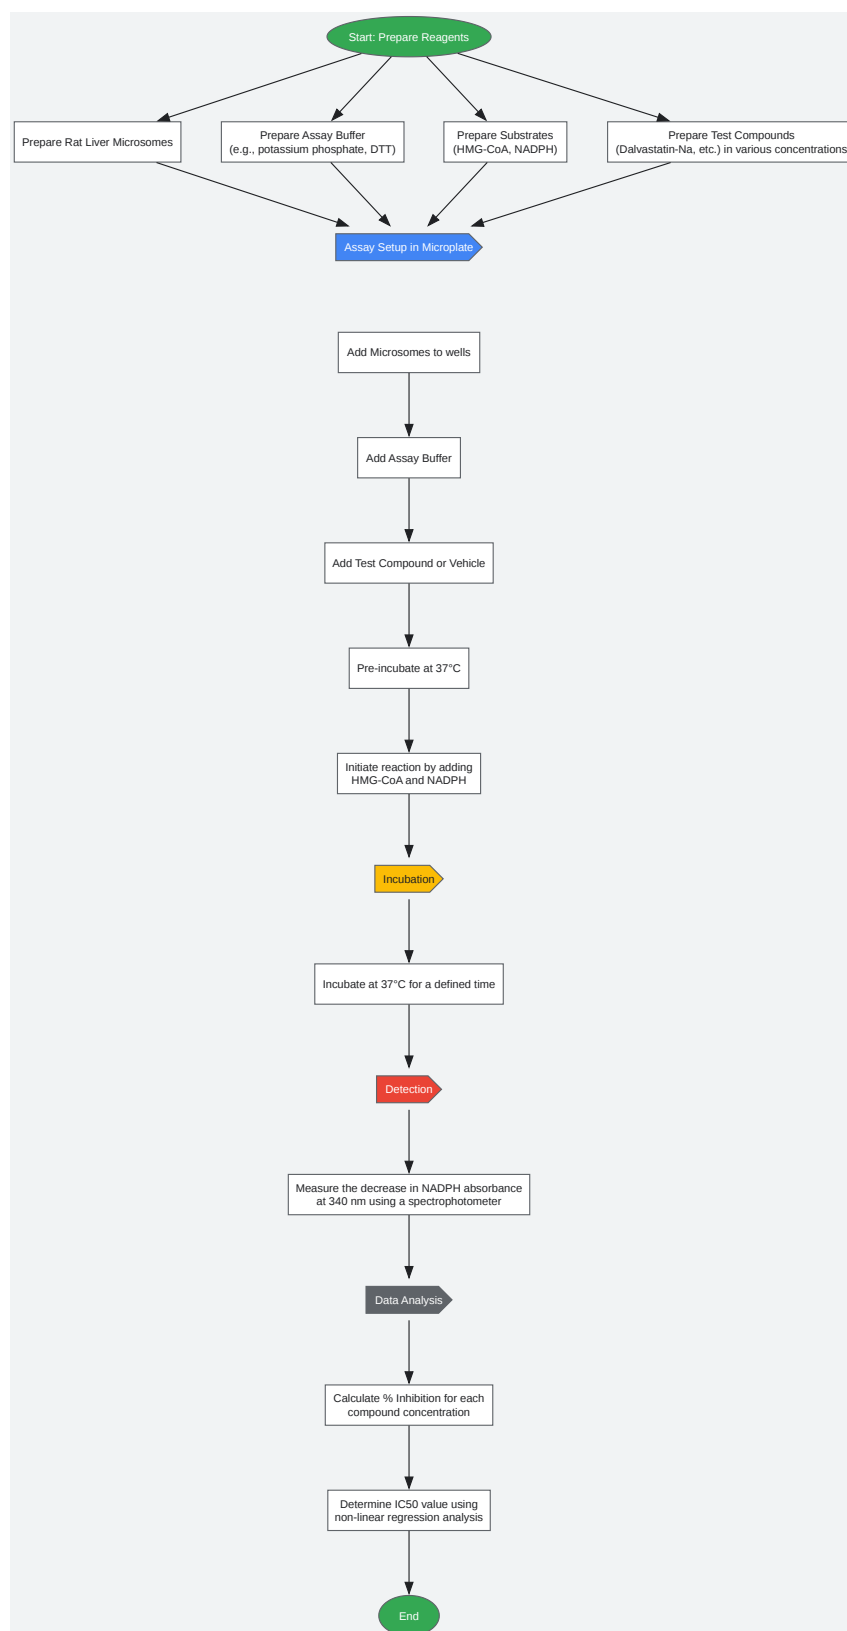 Start: Prepare Reagents
Prepare Rat Liver Microsomes
Prepare Assay Buffer
(e.g., potassium phosphate, DTT)
Prepare Substrates
(HMG-CoA, NADPH)
Prepare Test Compounds
(Dalvastatin-Na, etc.) in various concentrations
Assay Setup in Microplate
Add Microsomes to wells
Add Assay Buffer
Add Test Compound or Vehicle
Pre-incubate at 37°C
Initiate reaction by adding
HMG-CoA and NADPH
Incubation
Incubate at 37°C for a defined time
Detection
Measure the decrease in NADPH absorbance
at 340 nm using a spectrophotometer
Data Analysis
Calculate % Inhibition for each
compound concentration
Determine IC50 value using
non-linear regression analysis
End